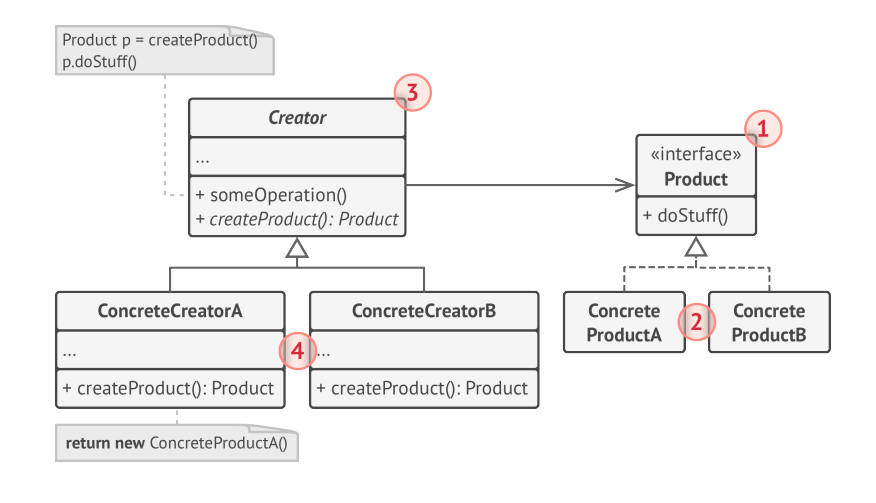 Product p = createProduct()
p.doStuff()
3
Creator
...
+ someOperation()
+ createProduct(): Product
1
«interface»
Product
+ doStuff()
ConcreteCreatorA
...
+ createProduct(): Product
4
ConcreteCreatorB
...
+ createProduct(): Product
Concrete
ProductA
2
Concrete
ProductB
return new ConcreteProductA()